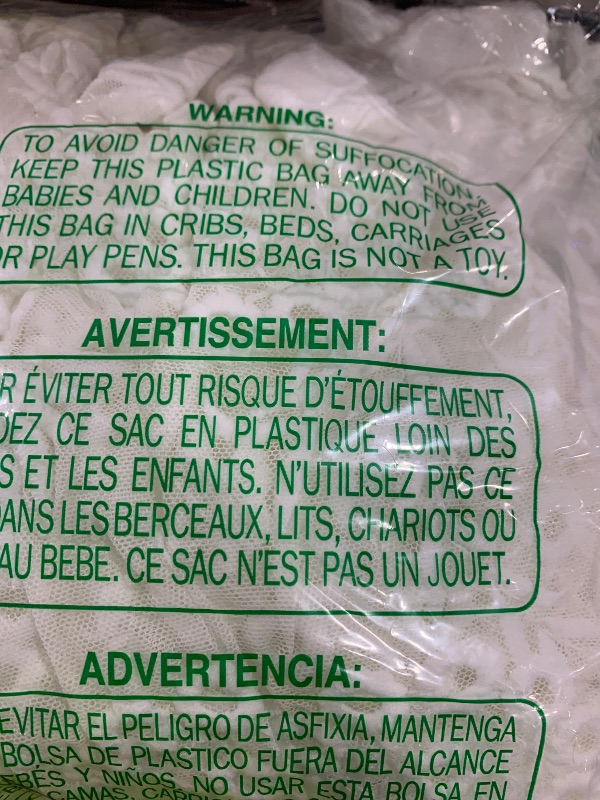 WARNING:
TO AVOID DANGER OF SUFFOCATION,
KEEP THIS PLASTIC BAG AWAY FROM
BABIES AND CHILDREN. DO NOT USE
THIS BAG IN CRIBS, BEDS, CARRIAGES
OR PLAY PENS. THIS BAG IS NOT A TOY.
AVERTISSEMENT:
R ÉVITER TOUT RISQUE D'ÉTOUFFEMENT,
DEZ CE SAC EN PLASTIQUE LOIN DES
S ET LES ENFANTS. N'UTILISEZ PAS CE
DANS LES BERCEAUX, LITS, CHARIOTS OU
AU BEBE. CE SAC N'EST PAS UN JOUET.
ADVERTENCIA:
EVITAR EL PELIGRO DE ASFIXIA, MANTENGA
BOLSA DE PLASTICO FUERA DEL ALCANCE
EBÉS Y NIÑOS. NO USAR ESTA BOLSA EN
CAMAS,